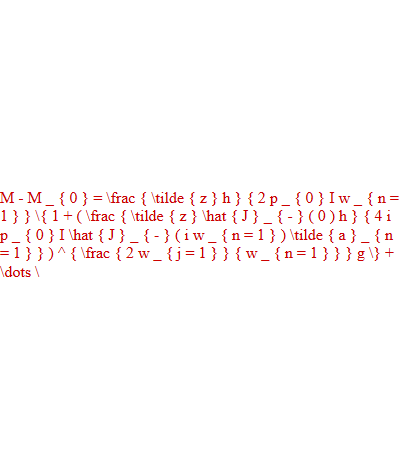 M - M _ { 0 } = \frac { \tilde { z } h } { 2 p _ { 0 } I w _ { n =
1 } } \{ 1 + ( \frac { \tilde { z } \hat { J } _ { - } ( 0 ) h } { 4 i
p _ { 0 } I \hat { J } _ { - } ( i w _ { n = 1 } ) \tilde { a } _ { n
= 1 } } ) ^ { \frac { 2 w _ { j = 1 } } { w _ { n = 1 } } } g \} +
\dots \